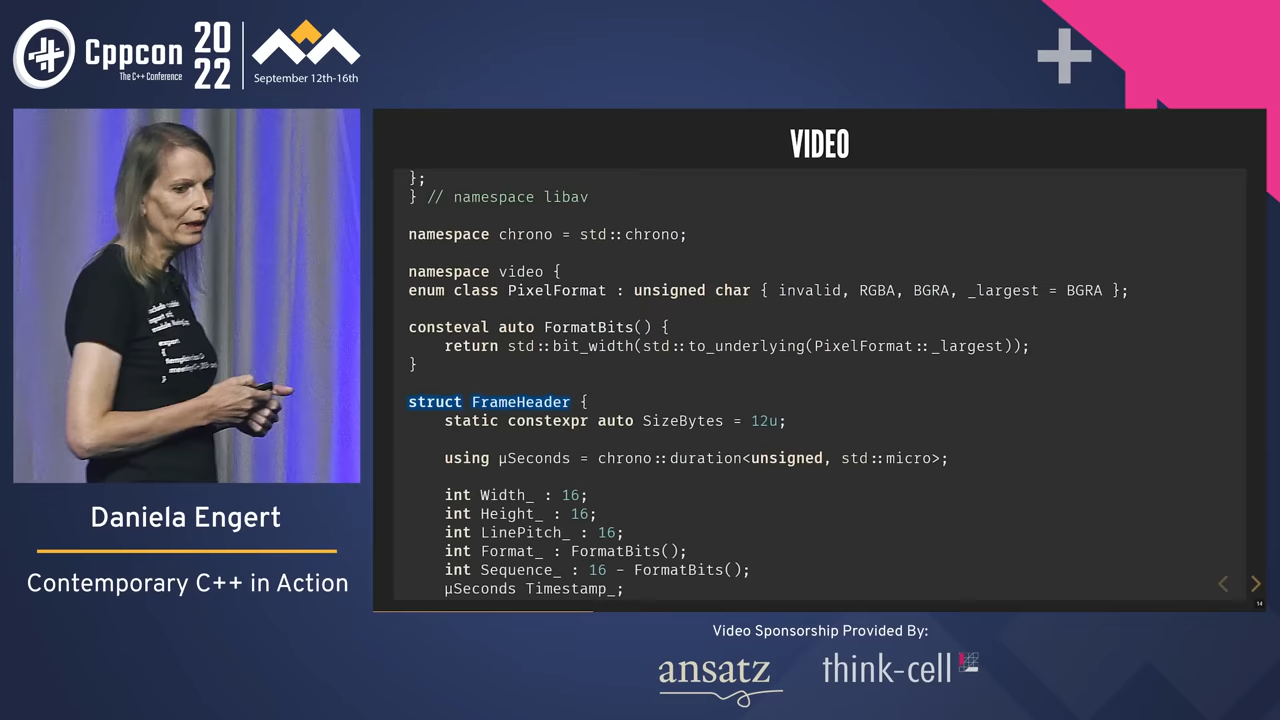 Cppcon
The C++ Conference
20
22
September 12th-16th
VIDEO
};
} // namespace libav
namespace chrono = std::chrono;
namespace video {
enum class PixelFormat : unsigned char { invalid, RGBA, BGRA, _largest = BGRA };
consteval auto FormatBits() {
return std::bit_width(std::to_underlying(PixelFormat::_largest));
}
struct FrameHeader {
static constexpr auto SizeBytes = 12u;
using µSeconds = chrono::duration<unsigned, std::micro>;
int Width_ : 16;
int Height_ : 16;
int LinePitch_ : 16;
int Format_ : FormatBits();
int Sequence_ : 16 - FormatBits();
µSeconds Timestamp_;
14
Daniela Engert
Contemporary C++ in Action
Video Sponsorship Provided By:
ansatz
think-cell